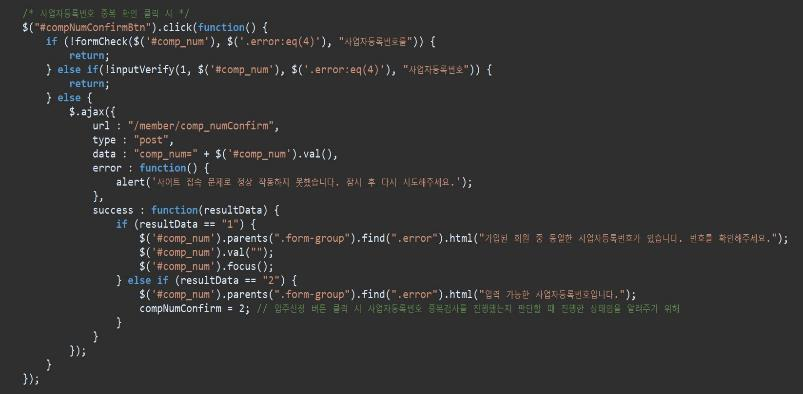 /* 사업자등록번호 중복 확인 클릭 시 */
$("#compNumConfirmBtn").click(function() {
if (!formCheck($('#comp_num'), $('.error:eq(4)'), "사업자등록번호를")) {
return;
} else if(!inputVerify(1, $('#comp_num'), $('.error:eq(4)'), "사업자등록번호")) {
return;
} else {
$.ajax({
url : "/member/comp_numConfirm",
type : "post",
data : "comp_num=" + $('#comp_num').val(),
error : function() {
alert('사이트 접속 문제로 정상 작동하지 못했습니다. 잠시 후 다시 시도해주세요.');
},
success : function(resultData) {
if (resultData == "1") {
$('#comp_num').parents(".form-group").find(".error").html("가입된 회원 중 동일한 사업자등록번호가 있습니다. 번호를 확인해주세요.");
$('#comp_num').val("");
$('#comp_num').focus();
} else if (resultData == "2") {
$('#comp_num').parents(".form-group").find(".error").html("입력 가능한 사업자등록번호입니다.");
compNumConfirm = 2; // 입주신청 버튼 클릭 시 사업자등록번호 중복검사를 진행했는지 판단할 때 진행한 상태임을 알려주기 위해
}
}
});
}
});